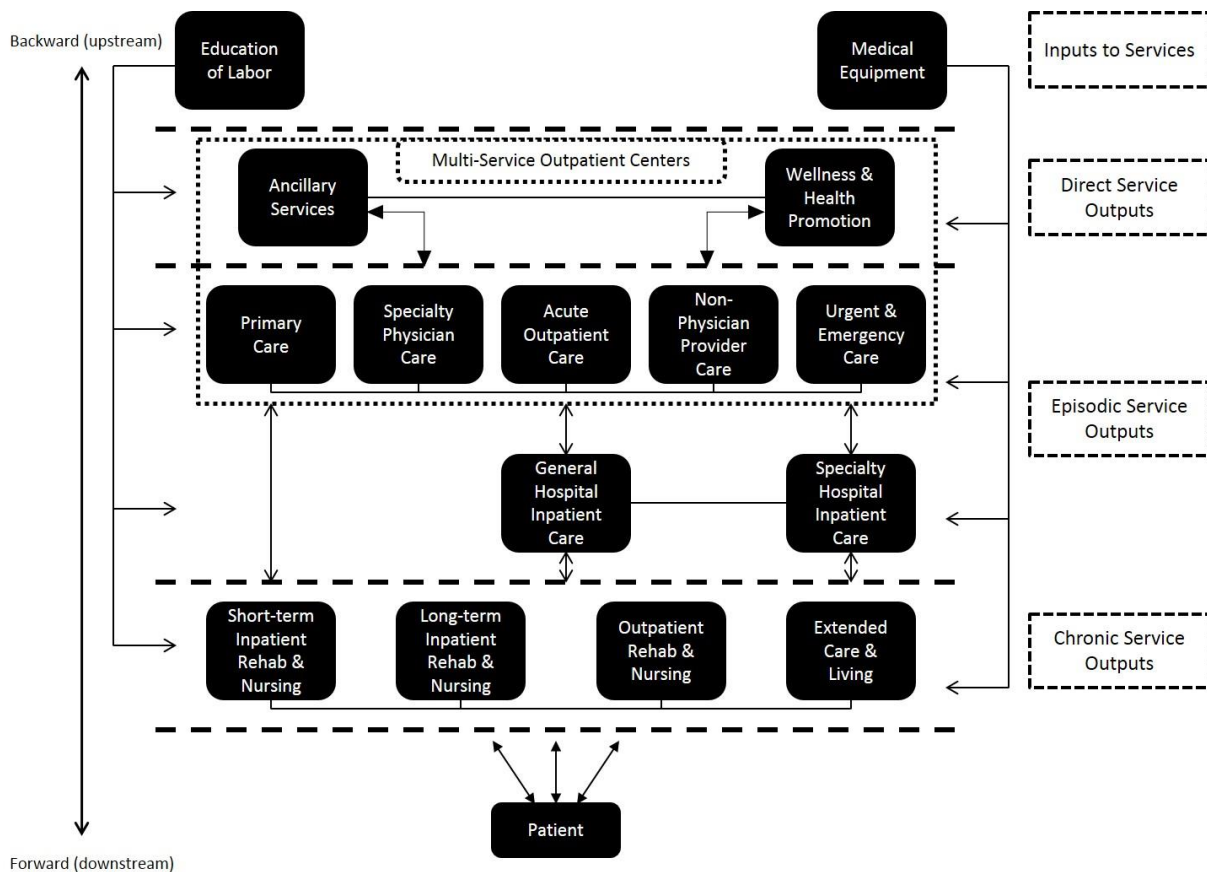 Backward (upstream)
Education
of Labor
Medical
Equipment
Inputs to Services
Multi-Service Outpatient Centers
Ancillary
Services
Wellness &
Health
Promotion
Direct Service
Outputs
Primary
Care
Specialty
Physician
Care
Acute
Outpatient
Care
Non-
Physician
Provider
Care
Urgent &
Emergency
Care
Episodic Service
Outputs
General
Hospital
Inpatient
Care
Specialty
Hospital
Inpatient
Care
Short-term
Inpatient
Rehab &
Nursing
Long-term
Inpatient
Rehab &
Nursing
Outpatient
Rehab &
Nursing
Extended
Care &
Living
Chronic Service
Outputs
Patient
Forward (downstream)